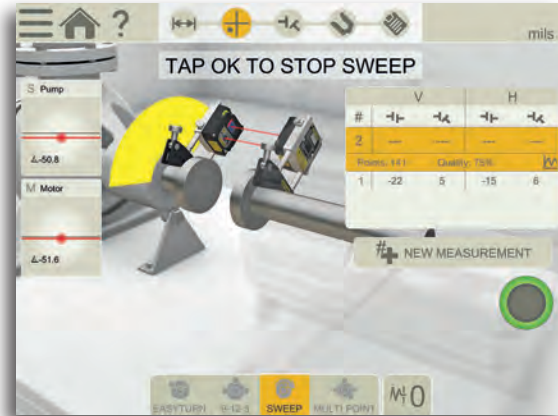 ?
mils
TAP OK TO STOP SWEEP
S Pump
∠-50.8
M Motor
∠-51.6
V H
#
2 --- --- --- ---
Points: 141 Quality: 75%
1 -22 5 -15 6
# NEW MEASUREMENT
EASYTURN 9-12-3 SWEEP MULTI POINT
0